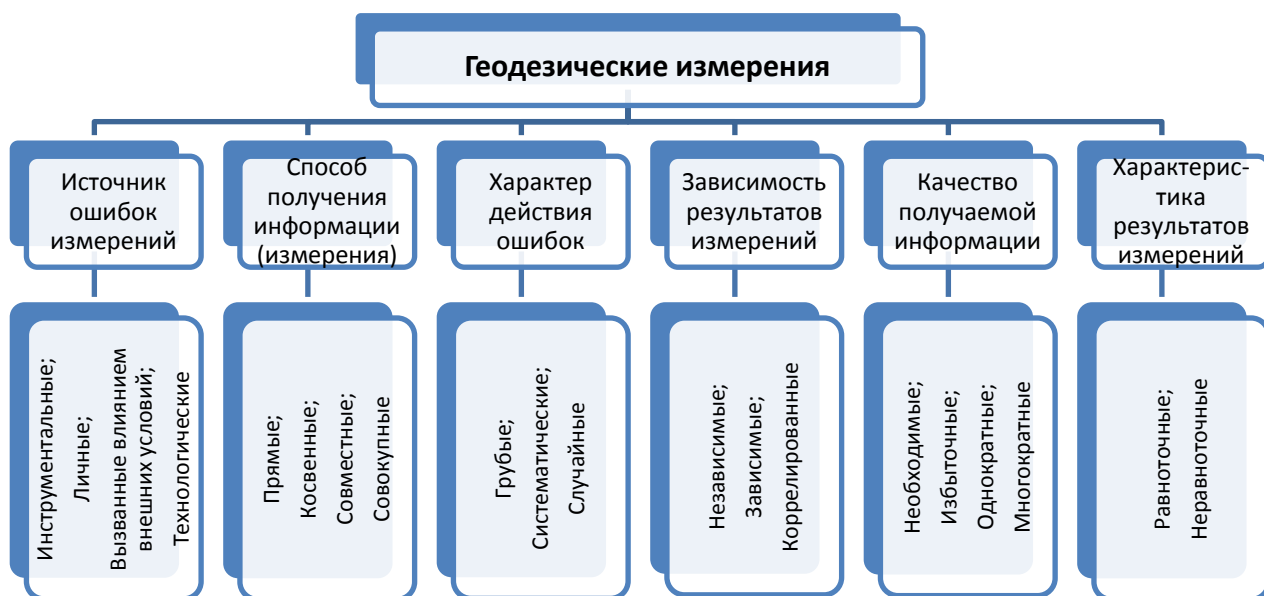 Геодезические измерения
Источник
ошибок
измерений
Способ
получения
информации
(измерения)
Характер
действия
ошибок
Зависимость
результатов
измерений
Качество
получаемой
информации
Характерис-
тика
результатов
измерений
Инструментальные;
Личные;
Вызванные влиянием
внешних условий;
Технологические
Прямые;
Косвенные;
Совместные;
Совокупные
Грубые;
Систематические;
Случайные
Независимые;
Зависимые;
Коррелированные
Необходимые;
Избыточные;
Однократные;
Многократные
Равноточные;
Неравноточные